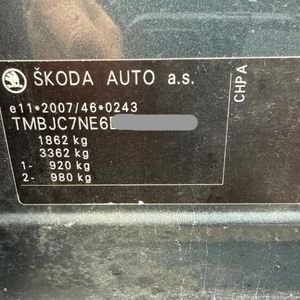 ŠKODA AUTO a.s.
e11*2007/46*0243
TMBJC7NE6
1862 kg
3362 kg
1- 920 kg
2- 980 kg
CHPA